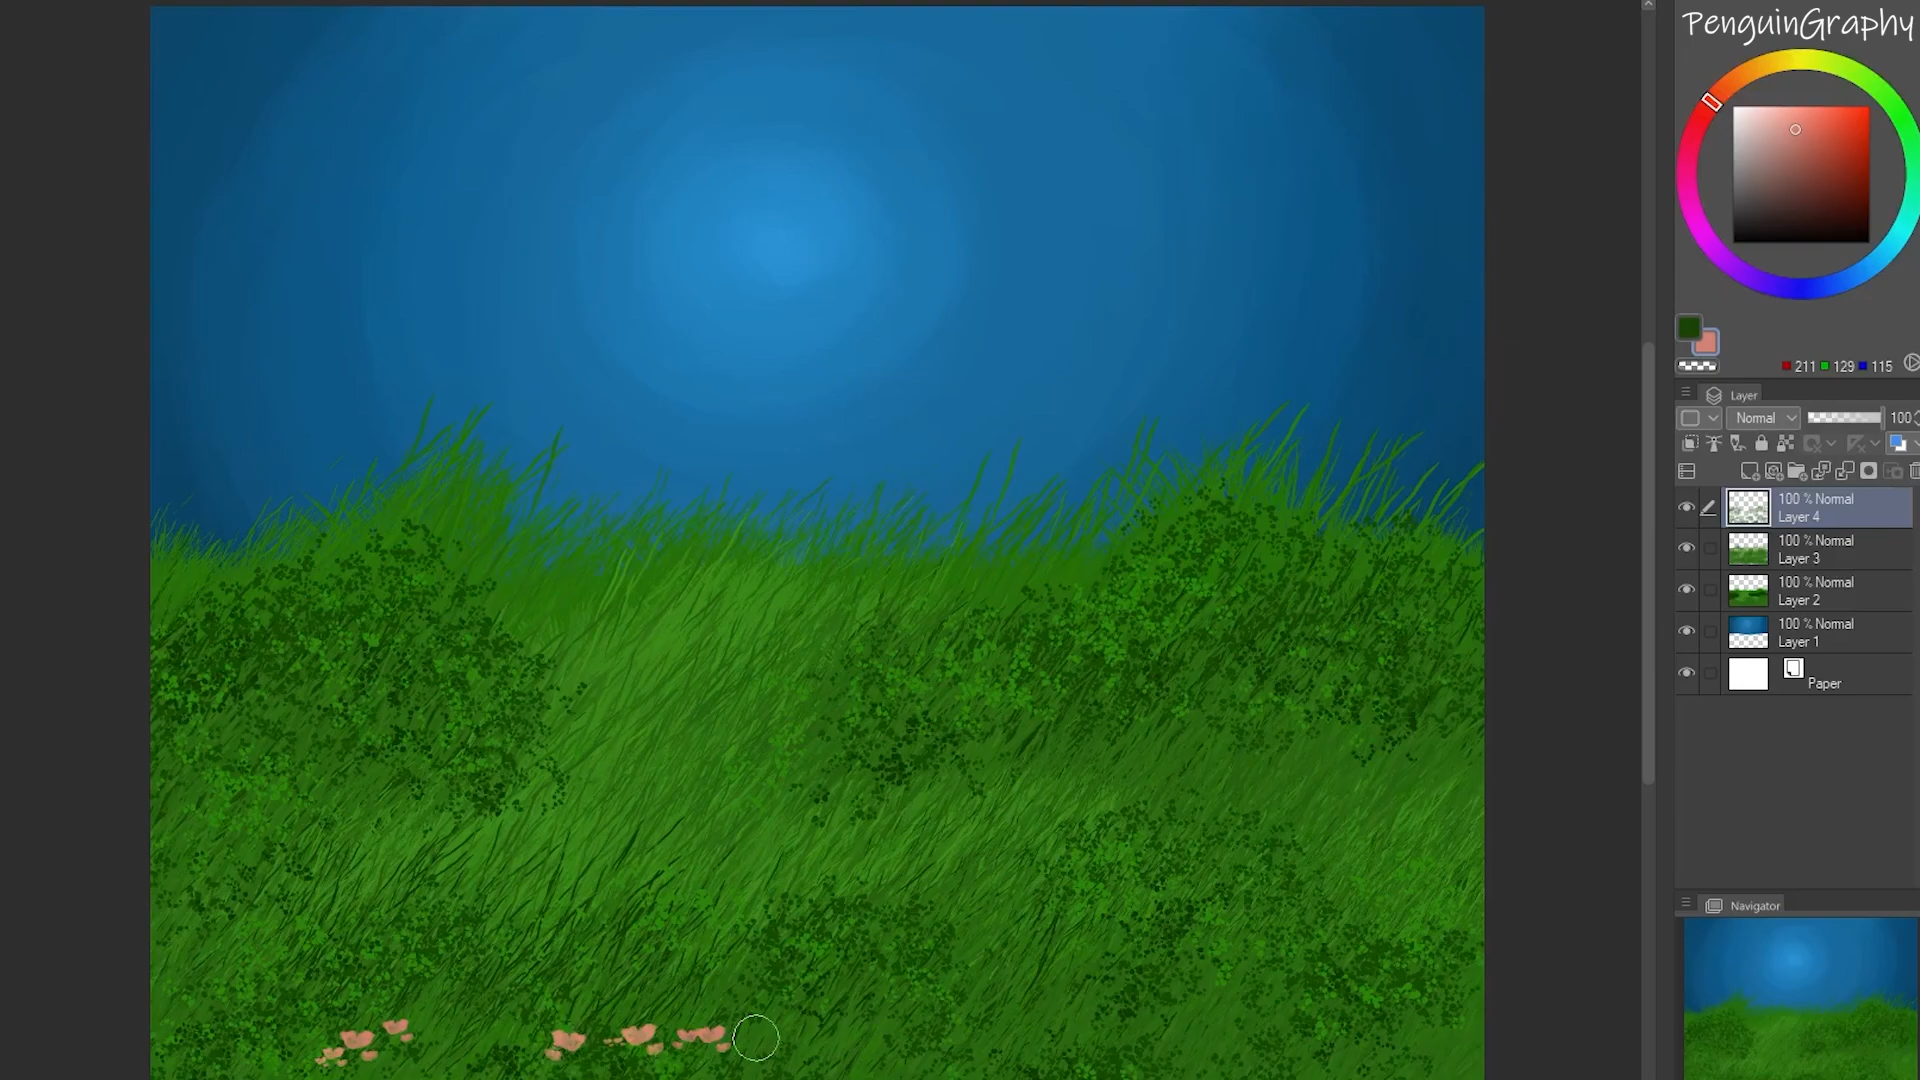 PenguinGraphy
211 129 115
Layer
Normal 100
100 % Normal
Layer 4
100 % Normal
Layer 3
100 % Normal
Layer 2
100 % Normal
Layer 1
Paper
Navigator